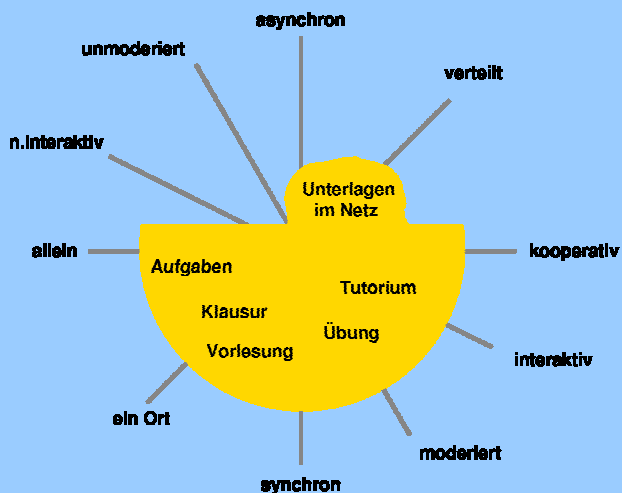 asynchron
unmoderiert
verteilt
n.interaktiv
Unterlagen
im Netz
allein
kooperativ
Aufgaben
Tutorium
Klausur
Übung
Vorlesung
interaktiv
ein Ort
moderiert
synchron